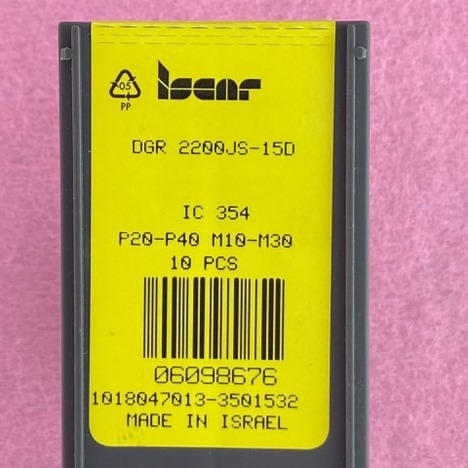 05
PP
Iscar
DGR 2200JS-15D
IC 354
P20-P40 M10-M30
10 PCS
06098676
1018047013-3501532
MADE IN ISRAEL